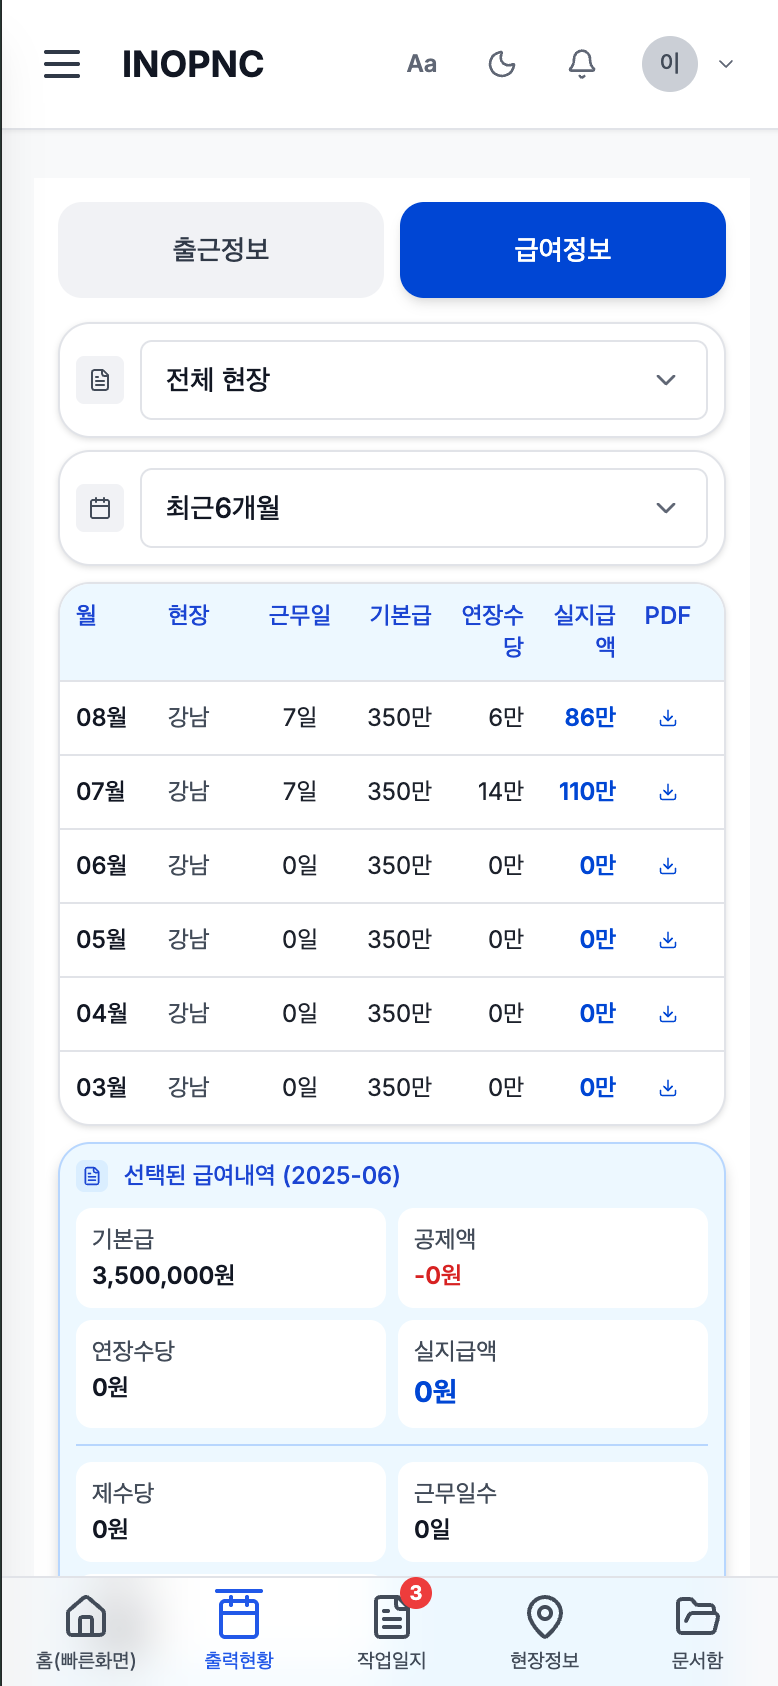 INOPNC Aa 이
출근정보 급여정보
전체 현장
최근6개월
월 현장 근무일 기본급 연장수당 실지급액 PDF
08월 강남 7일 350만 6만 86만
07월 강남 7일 350만 14만 110만
06월 강남 0일 350만 0만 0만
05월 강남 0일 350만 0만 0만
04월 강남 0일 350만 0만 0만
03월 강남 0일 350만 0만 0만
선택된 급여내역 (2025-06)
기본급 공제액
3,500,000원 -0원
연장수당 실지급액
0원 0원
제수당 근무일수
0원 0일
3
홈(빠른화면) 출력현황 작업일지 현장정보 문서함